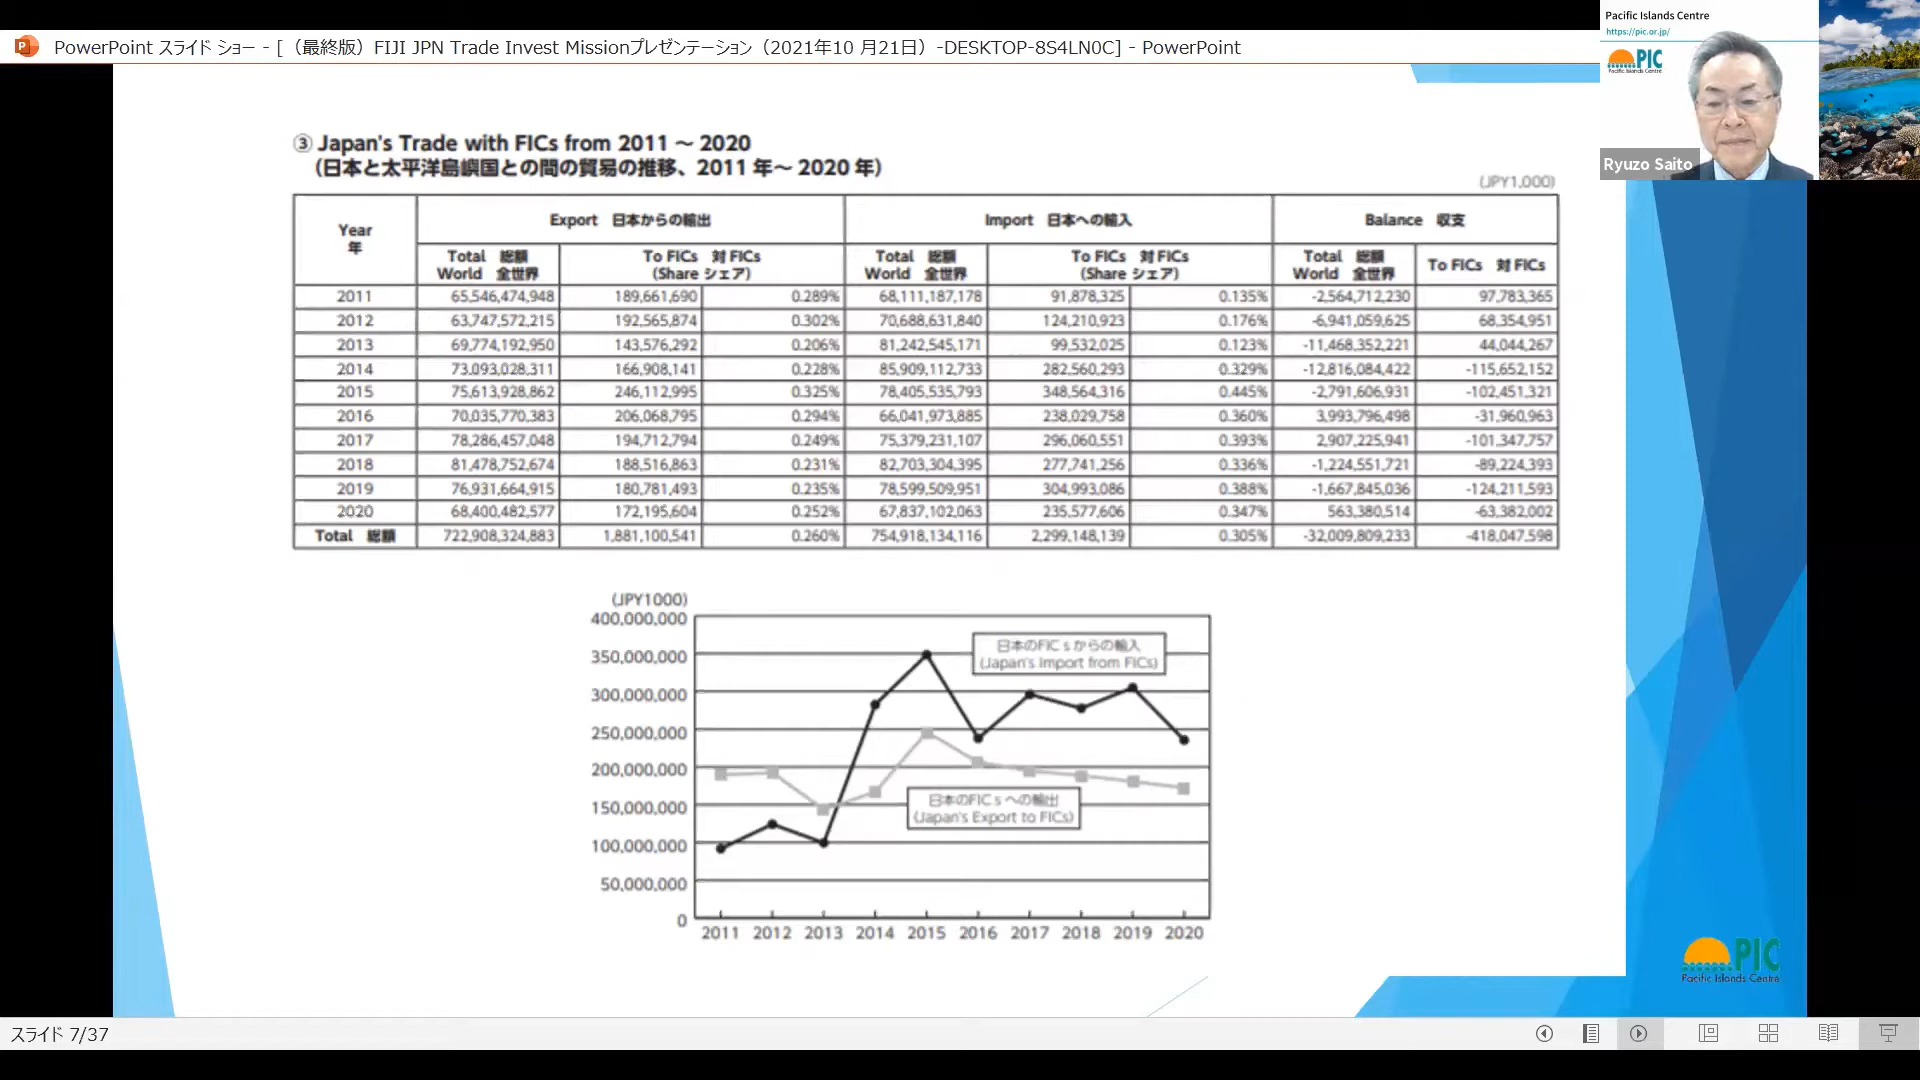 Pacific Islands Centre
https://pic.or.jp/
PIC
Pacific Islands Centre
Ryuzo Saito
PowerPoint スライド ショー - [（最終版）FIJI JPN Trade Invest Missionプレゼンテーション（2021年10 月21日）-DESKTOP-8S4LN0C] - PowerPoint
③ Japan's Trade with FICs from 2011 ～ 2020
（日本と太平洋島嶼国との間の貿易の推移、2011 年～ 2020 年）
(JPY1,000)
Year 年 Export 日本からの輸出 Import 日本への輸入 Balance 収支
Total 総額 World 全世界 To FICs 対 FICs (Share シェア) Total 総額 World 全世界 To FICs 対 FICs (Share シェア) Total 総額 World 全世界 To FICs 対 FICs
2011 65,546,474,948 189,661,690 0.289% 68,111,187,178 91,878,325 0.135% -2,564,712,230 97,783,365
2012 63,747,572,215 192,565,874 0.302% 70,688,631,840 124,210,923 0.176% -6,941,059,625 68,354,951
2013 69,774,192,950 143,576,292 0.206% 81,242,545,171 99,532,025 0.123% -11,468,352,221 44,044,267
2014 73,093,028,311 166,908,141 0.228% 85,909,112,733 282,560,293 0.329% -12,816,084,422 -115,652,152
2015 75,613,928,862 246,112,995 0.325% 78,405,535,793 348,564,316 0.445% -2,791,606,931 -102,451,321
2016 70,035,770,383 206,068,795 0.294% 66,041,973,885 238,029,758 0.360% 3,993,796,498 -31,960,963
2017 78,286,457,048 194,712,794 0.249% 75,379,231,107 296,060,551 0.393% 2,907,225,941 -101,347,757
2018 81,478,752,674 188,516,863 0.231% 82,703,304,395 277,741,256 0.336% -1,224,551,721 -89,224,393
2019 76,931,664,915 180,781,493 0.235% 78,599,509,951 304,993,086 0.388% -1,667,845,036 -124,211,593
2020 68,400,482,577 172,195,604 0.252% 67,837,102,063 235,577,606 0.347% 563,380,514 -63,382,002
Total 総額 722,908,324,883 1,881,100,541 0.260% 754,918,134,116 2,299,148,139 0.305% -32,009,809,233 -418,047,598
(JPY1000)
400,000,000
350,000,000
300,000,000
250,000,000
200,000,000
150,000,000
100,000,000
50,000,000
0
日本のFIC s からの輸入
(Japan's Import from FICs)
日本のFIC s への輸出
(Japan's Export to FICs)
2011 2012 2013 2014 2015 2016 2017 2018 2019 2020
PIC
Pacific Islands Centre
スライド 7/37